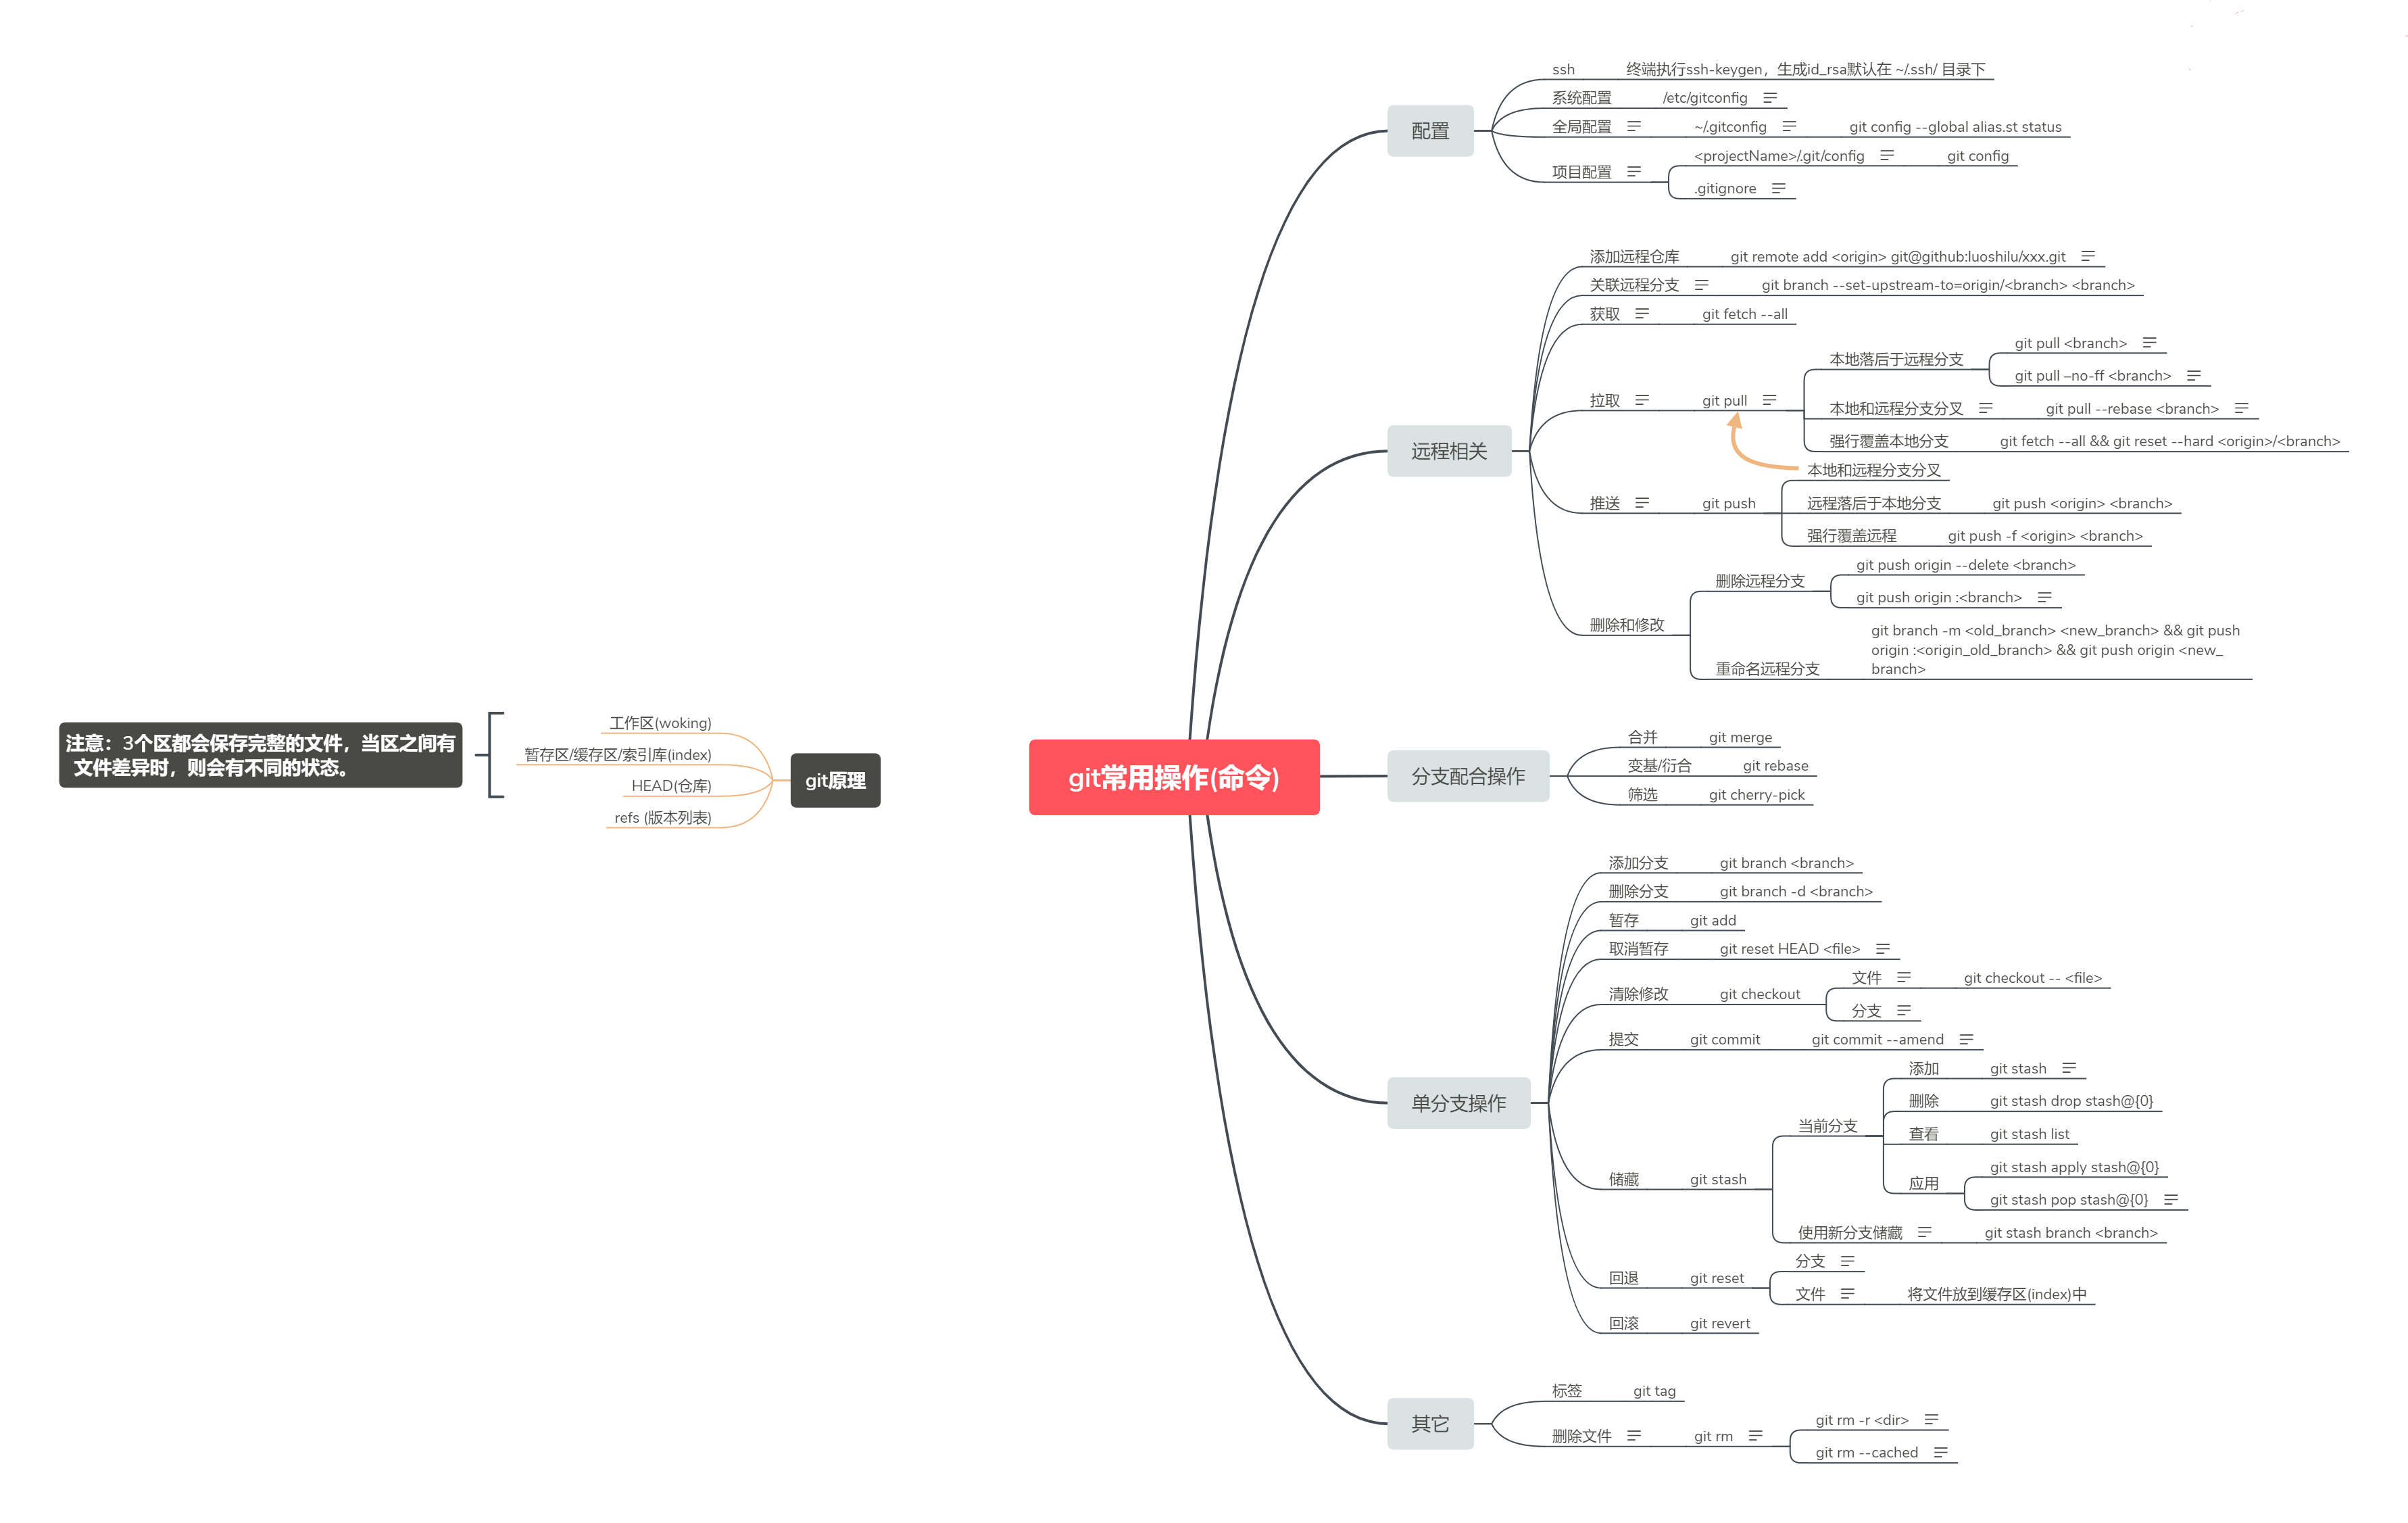 git常用操作(命令)
配置
ssh
终端执行ssh-keygen，生成id_rsa默认在 ~/.ssh/ 目录下
系统配置
/etc/gitconfig
全局配置
~/.gitconfig
git config --global alias.st status
项目配置
<projectName>/.git/config
git config
.gitignore
远程相关
添加远程仓库
git remote add <origin> git@github:luoshilu/xxx.git
关联远程分支
git branch --set-upstream-to=origin/<branch> <branch>
获取
git fetch --all
拉取
git pull
本地落后于远程分支
git pull <branch>
git pull –no-ff <branch>
本地和远程分支分叉
git pull --rebase <branch>
强行覆盖本地分支
git fetch --all && git reset --hard <origin>/<branch>
推送
git push
本地和远程分支分叉
远程落后于本地分支
git push <origin> <branch>
强行覆盖远程
git push -f <origin> <branch>
删除和修改
删除远程分支
git push origin --delete <branch>
git push origin :<branch>
重命名远程分支
git branch -m <old_branch> <new_branch> && git push
origin :<origin_old_branch> && git push origin <new_
branch>
分支配合操作
合并
git merge
变基/衍合
git rebase
筛选
git cherry-pick
单分支操作
添加分支
git branch <branch>
删除分支
git branch -d <branch>
暂存
git add
取消暂存
git reset HEAD <file>
清除修改
git checkout
文件
git checkout -- <file>
分支
提交
git commit
git commit --amend
储藏
git stash
当前分支
添加
git stash
删除
git stash drop stash@{0}
查看
git stash list
应用
git stash apply stash@{0}
git stash pop stash@{0}
使用新分支储藏
git stash branch <branch>
回退
git reset
分支
文件
将文件放到缓存区(index)中
回滚
git revert
其它
标签
git tag
删除文件
git rm
git rm -r <dir>
git rm --cached
git原理
工作区(woking)
暂存区/缓存区/索引库(index)
HEAD(仓库)
refs (版本列表)
注意：3个区都会保存完整的文件，当区之间有
文件差异时，则会有不同的状态。